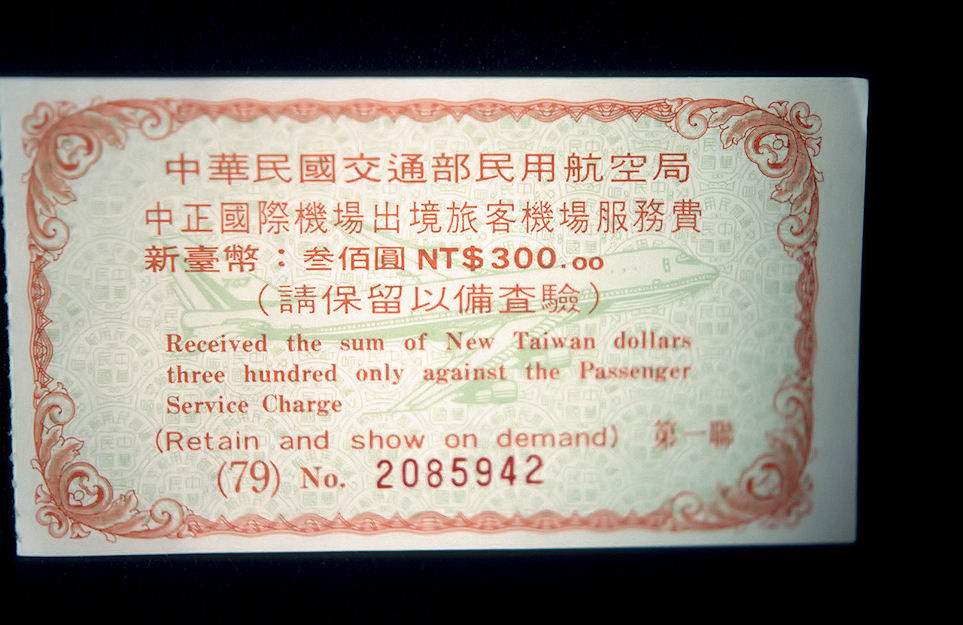 中華民國交通部民用航空局
中正國際機場出境旅客機場服務費
新臺幣：叁佰圓 NT$300.00
（請保留以備查驗）
Received the sum of New Taiwan dollars
three hundred only against the Passenger
Service Charge
(Retain and show on demand) 第一聯
(79) No. 2085942